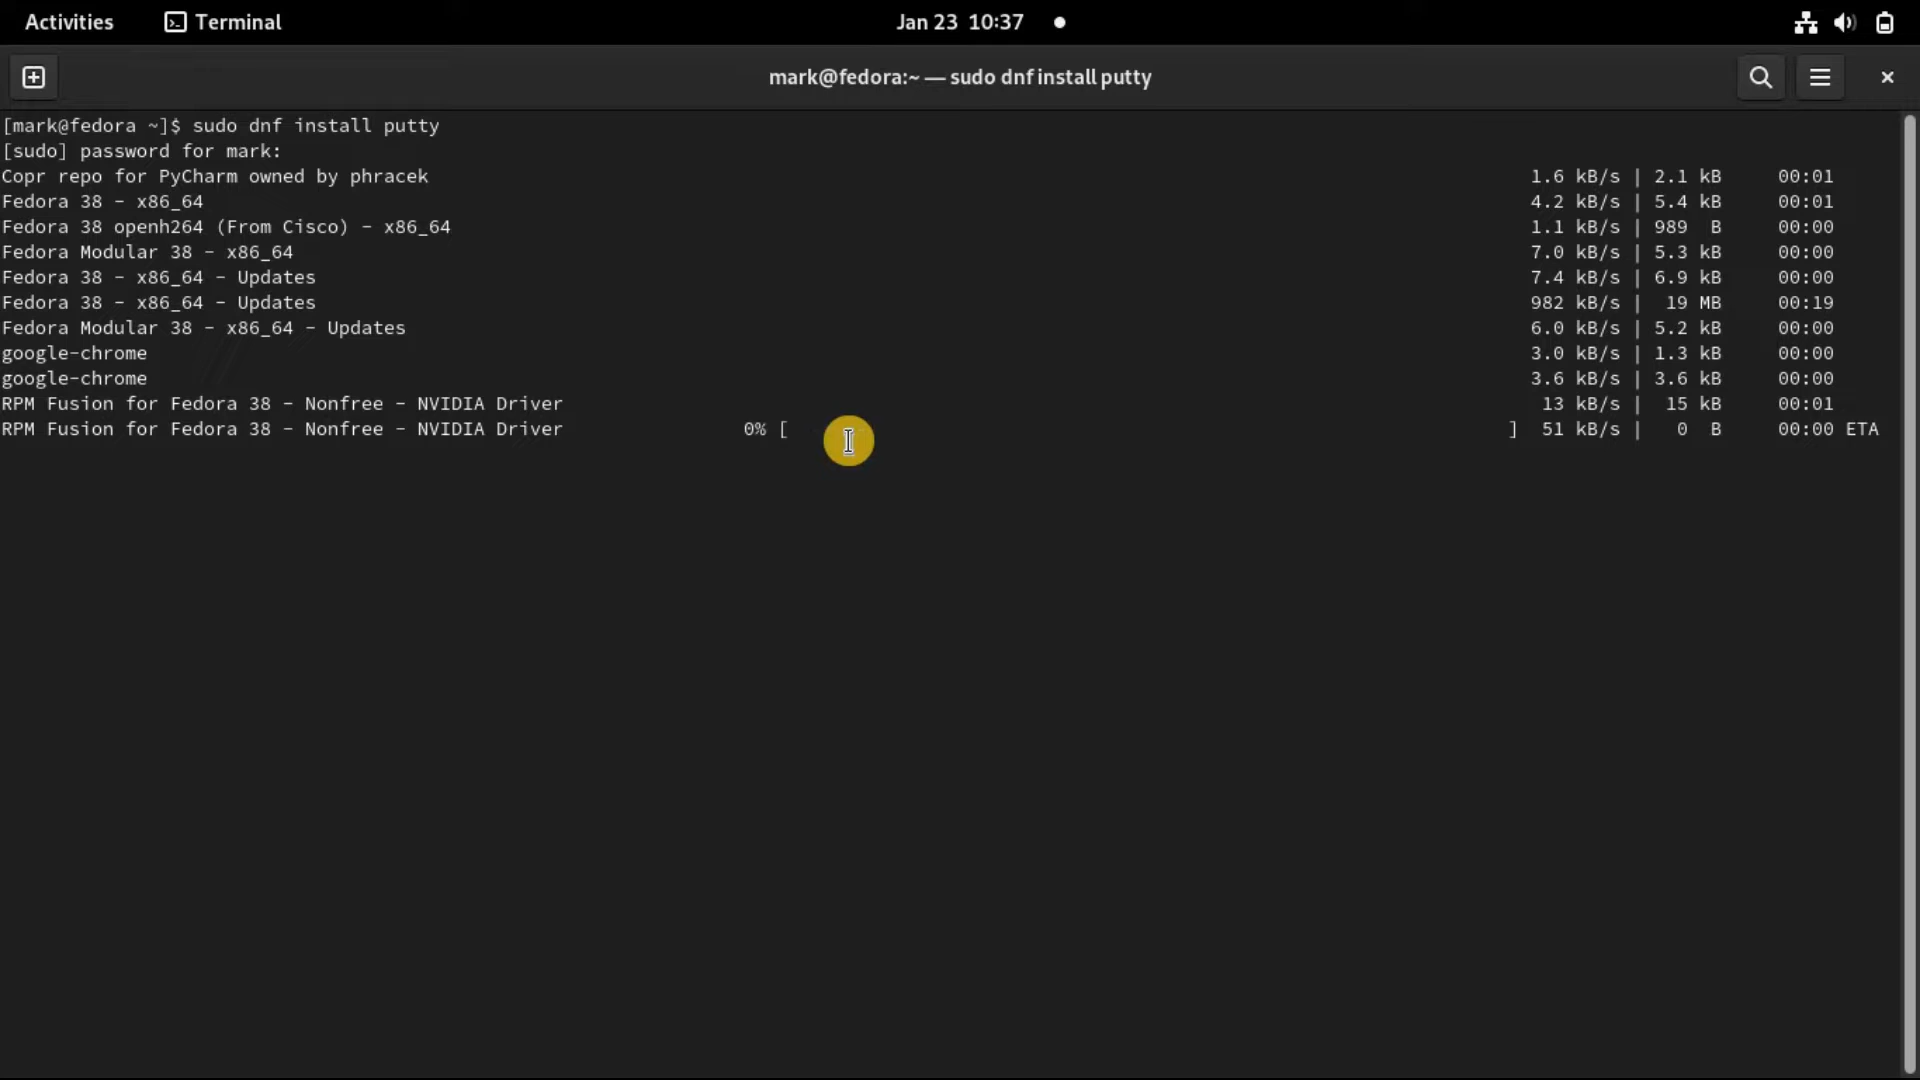 Activities Terminal Jan 23 10:37
mark@fedora:~ — sudo dnf install putty
[mark@fedora ~]$ sudo dnf install putty
[sudo] password for mark:
Copr repo for PyCharm owned by phracek 1.6 kB/s | 2.1 kB 00:01
Fedora 38 - x86_64 4.2 kB/s | 5.4 kB 00:01
Fedora 38 openh264 (From Cisco) - x86_64 1.1 kB/s | 989 B 00:00
Fedora Modular 38 - x86_64 7.0 kB/s | 5.3 kB 00:00
Fedora 38 - x86_64 - Updates 7.4 kB/s | 6.9 kB 00:00
Fedora 38 - x86_64 - Updates 982 kB/s | 19 MB 00:19
Fedora Modular 38 - x86_64 - Updates 6.0 kB/s | 5.2 kB 00:00
google-chrome 3.0 kB/s | 1.3 kB 00:00
google-chrome 3.6 kB/s | 3.6 kB 00:00
RPM Fusion for Fedora 38 - Nonfree - NVIDIA Driver 13 kB/s | 15 kB 00:01
RPM Fusion for Fedora 38 - Nonfree - NVIDIA Driver 0% [ ] 51 kB/s | 0 B 00:00 ETA